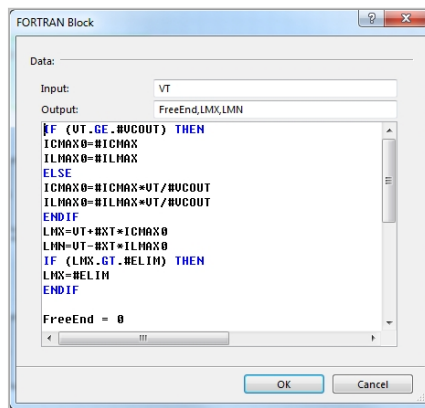 FORTRAN Block
Data:
Input: VT
Output: FreeEnd,LMX,LMN
IF (VT.GE.#VCOUT) THEN
ICMAX0=#ICMAX
ILMAX0=#ILMAX
ELSE
ICMAX0=#ICMAX*VT/#VCOUT
ILMAX0=#ILMAX*VT/#VCOUT
ENDIF
LMX=VT+#XT*ICMAX0
LMN=VT-#XT*ILMAX0
IF (LMX.GT.#ELIM) THEN
LMX=#ELIM
ENDIF
FreeEnd = 0
OK Cancel